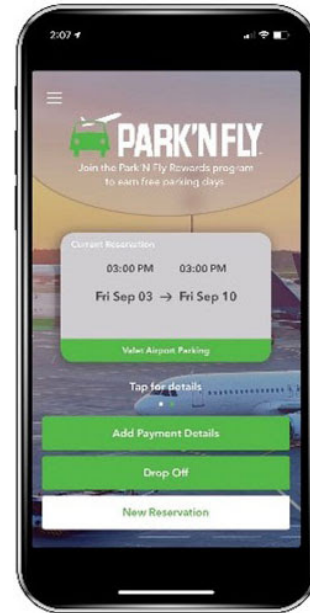 2:07
PARK'N FLY
Join the Park 'N Fly Rewards program
to earn free parking days
Current Reservation
03:00 PM 03:00 PM
Fri Sep 03 → Fri Sep 10
Valet Airport Parking
Tap for details
Add Payment Details
Drop Off
New Reservation